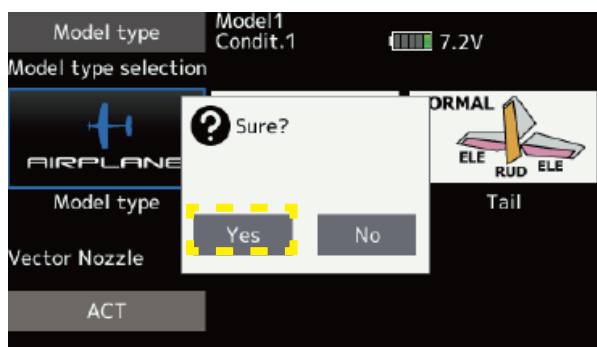 Model type
Model1
Condit.1
7.2V
Model type selection
AIRPLANE
Model type
Sure?
Yes
No
ORMAL
ELE
RUD
ELE
Tail
Vector Nozzle
ACT